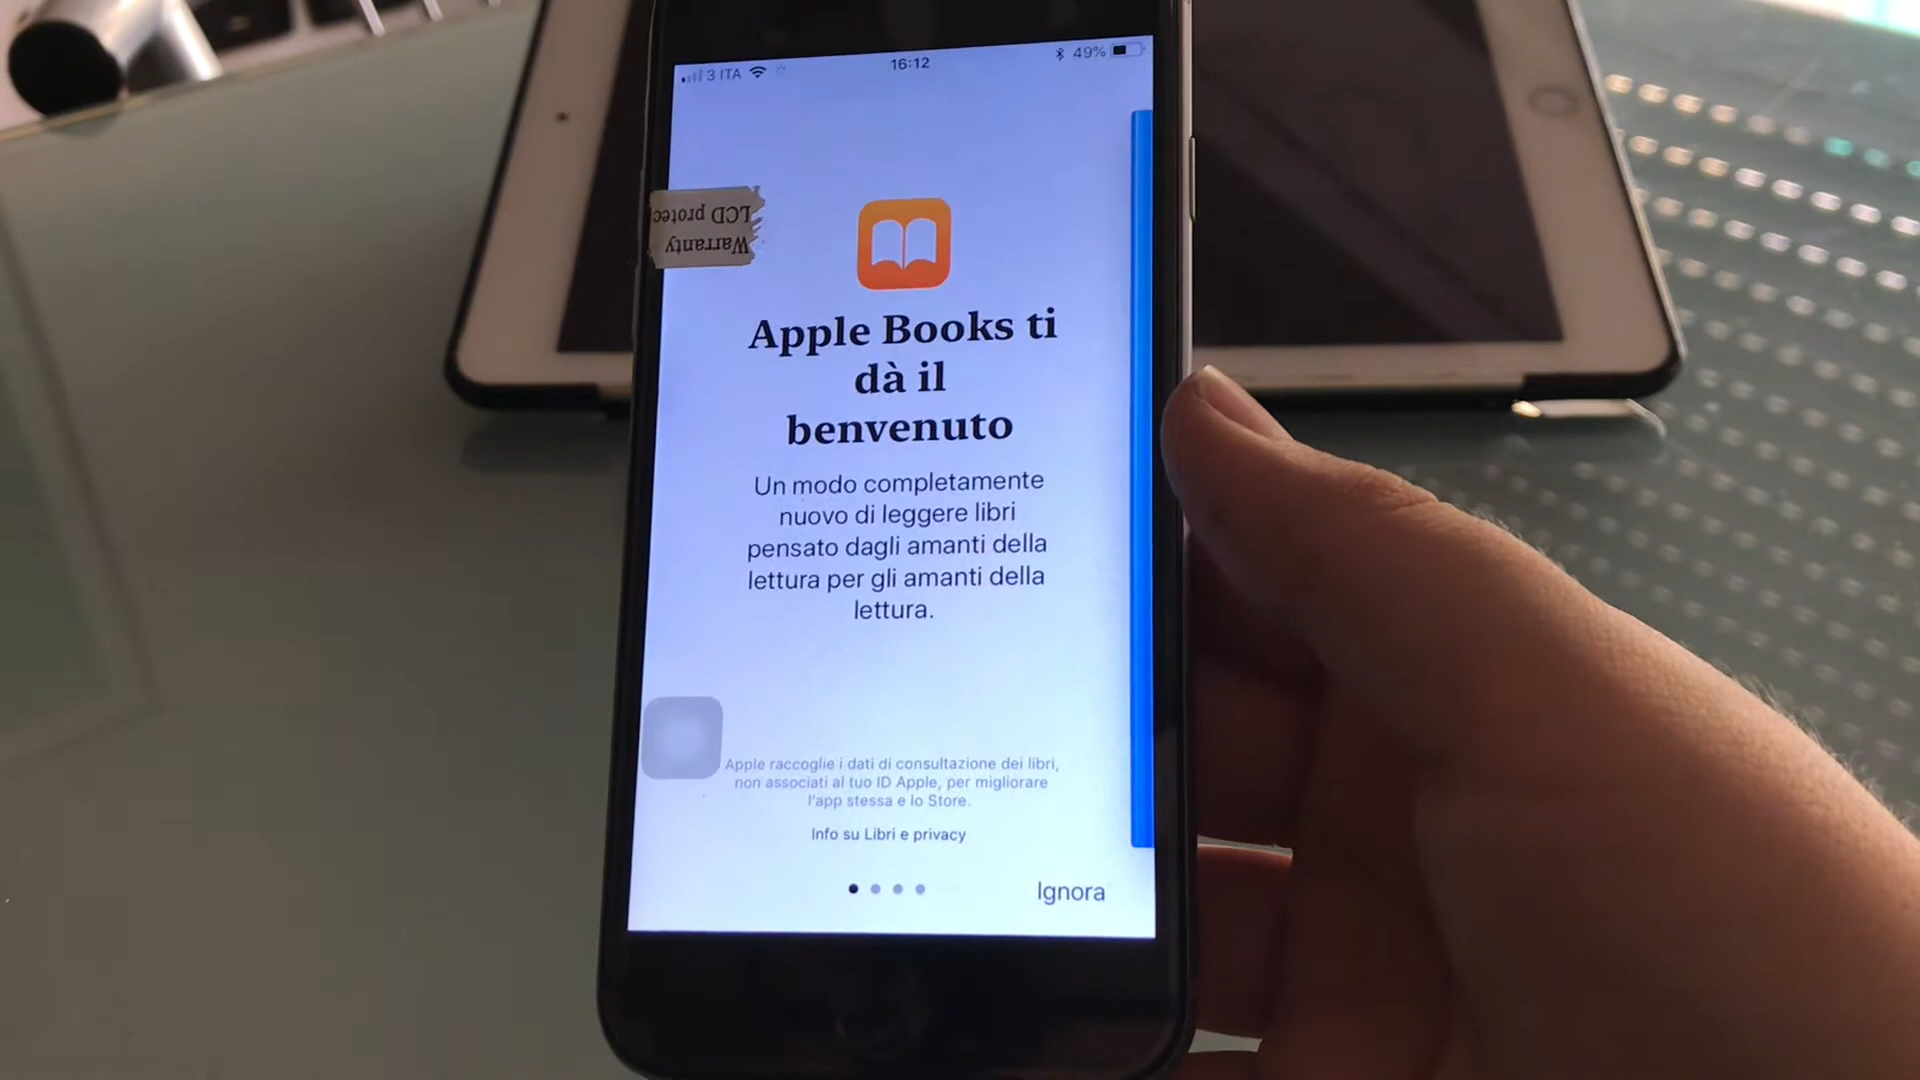 3 ITA
16:12
49%
LCD protec
Warranty
Apple Books ti
dà il
benvenuto
Un modo completamente
nuovo di leggere libri
pensato dagli amanti della
lettura per gli amanti della
lettura.
Apple raccoglie i dati di consultazione dei libri,
non associati al tuo ID Apple, per migliorare
l'app stessa e lo Store.
Info su Libri e privacy
Ignora